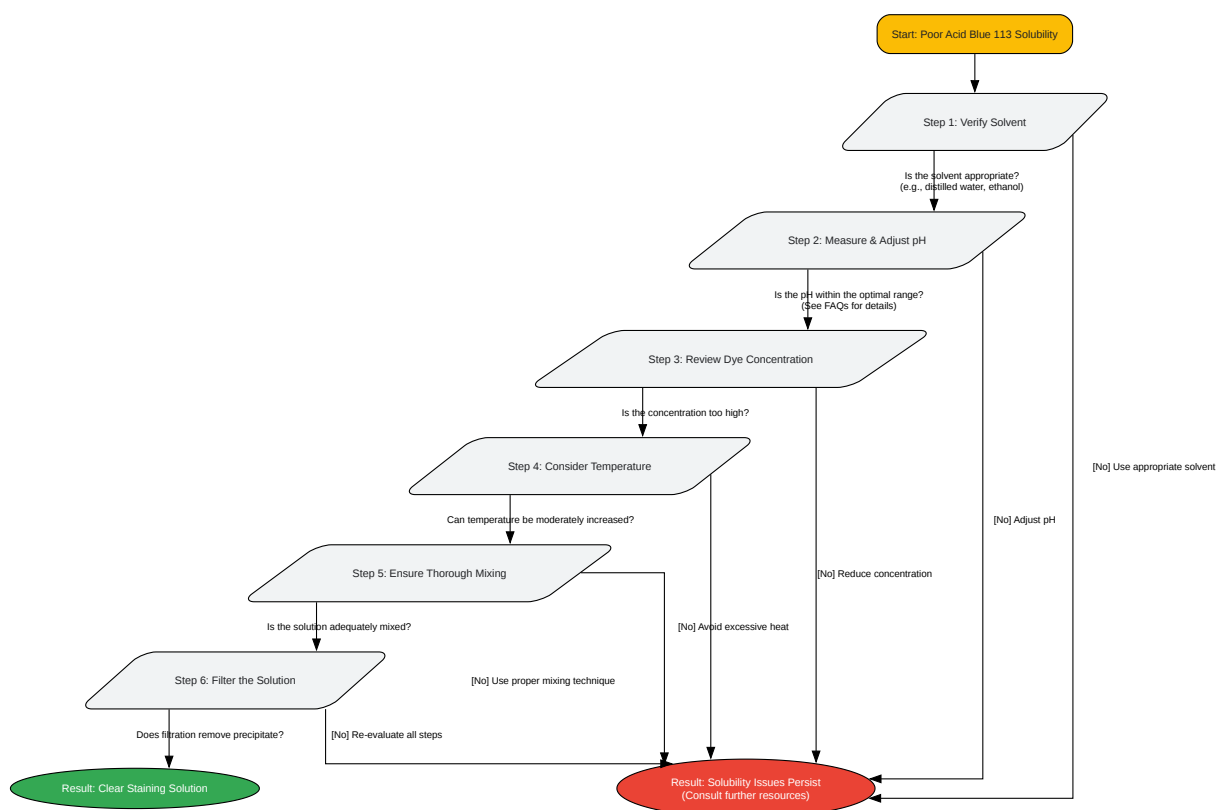 Start: Poor Acid Blue 113 Solubility
Step 1: Verify Solvent
Is the solvent appropriate?
(e.g., distilled water, ethanol)
Step 2: Measure & Adjust pH
Is the pH within the optimal range?
(See FAQs for details)
Step 3: Review Dye Concentration
Is the concentration too high?
Step 4: Consider Temperature
[No] Use appropriate solvent
Can temperature be moderately increased?
[No] Adjust pH
Step 5: Ensure Thorough Mixing
[No] Reduce concentration
Is the solution adequately mixed?
[No] Avoid excessive heat
Step 6: Filter the Solution
[No] Use proper mixing technique
Does filtration remove precipitate?
[No] Re-evaluate all steps
Result: Clear Staining Solution
Result: Solubility Issues Persist
(Consult further resources)